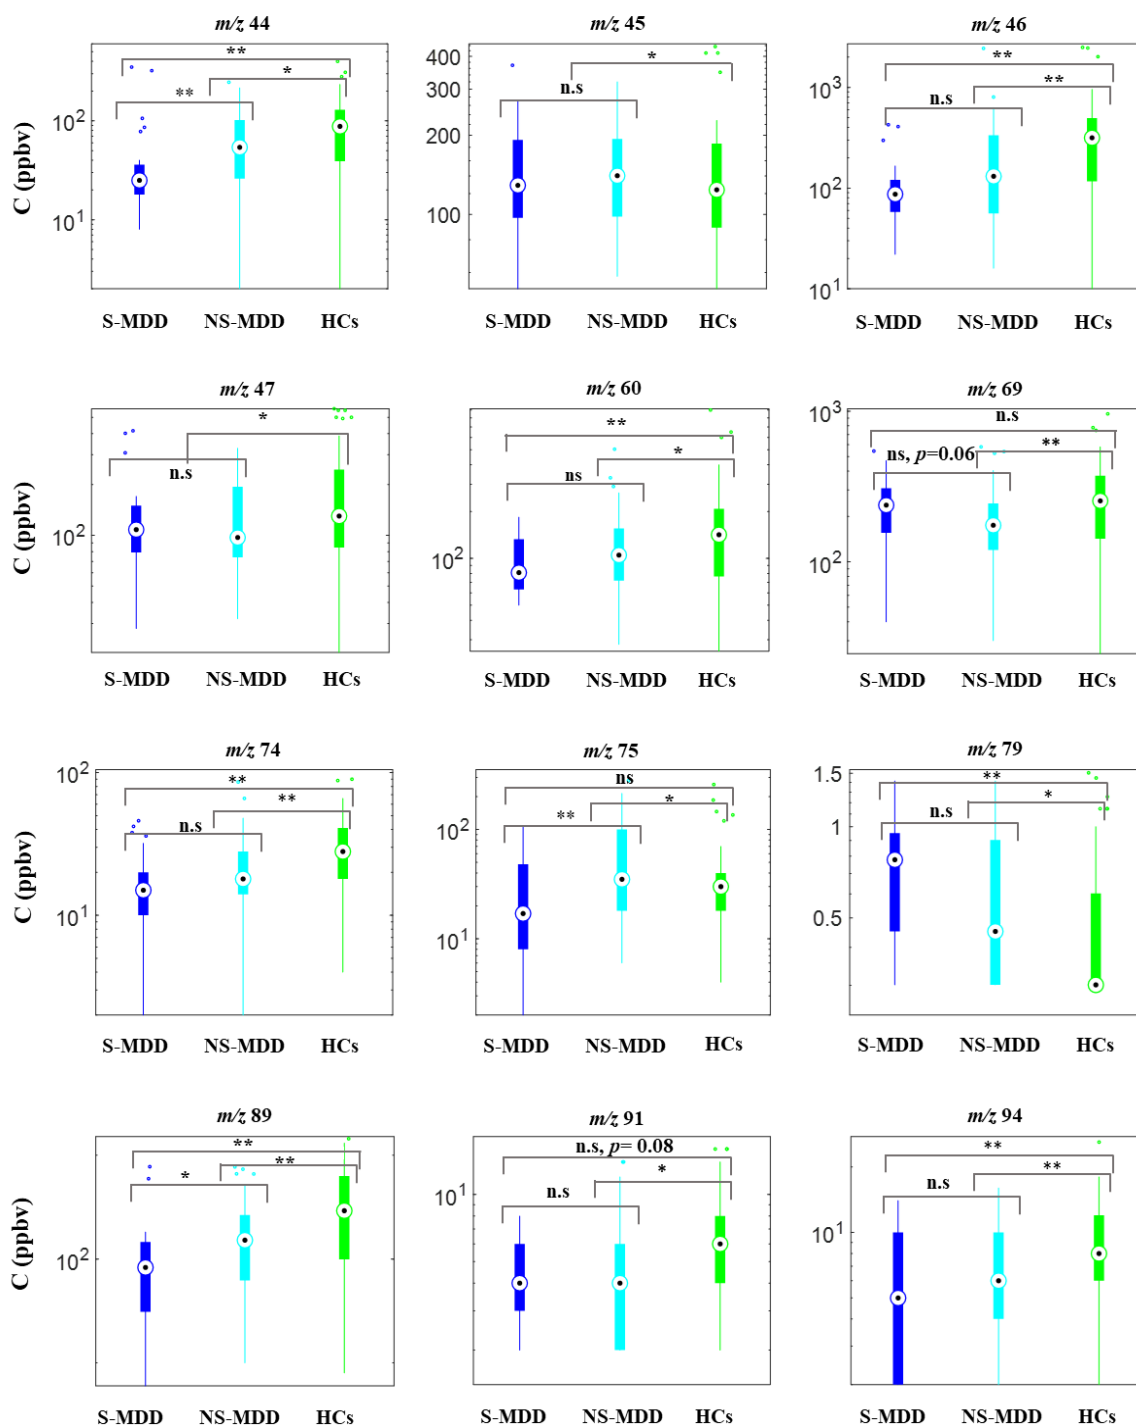 m/z 44
**
*
**
C (ppbv)
10²
10¹
S-MDD NS-MDD HCs
m/z 45
*
n.s
400
300
200
100
S-MDD NS-MDD HCs
m/z 46
**
**
n.s
10³
10²
10¹
S-MDD NS-MDD HCs
m/z 47
*
n.s
C (ppbv)
10²
S-MDD NS-MDD HCs
m/z 60
**
*
ns
10²
S-MDD NS-MDD HCs
m/z 69
n.s
**
ns, p=0.06
10³
10²
S-MDD NS-MDD HCs
m/z 74
**
**
n.s
C (ppbv)
10²
10¹
S-MDD NS-MDD HCs
m/z 75
ns
*
**
10²
10¹
S-MDD NS-MDD HCs
m/z 79
**
*
n.s
1.5
1
0.5
S-MDD NS-MDD HCs
m/z 89
**
**
*
C (ppbv)
10²
S-MDD NS-MDD HCs
m/z 91
n.s, p= 0.08
*
n.s
10¹
S-MDD NS-MDD HCs
m/z 94
**
**
n.s
10¹
S-MDD NS-MDD HCs